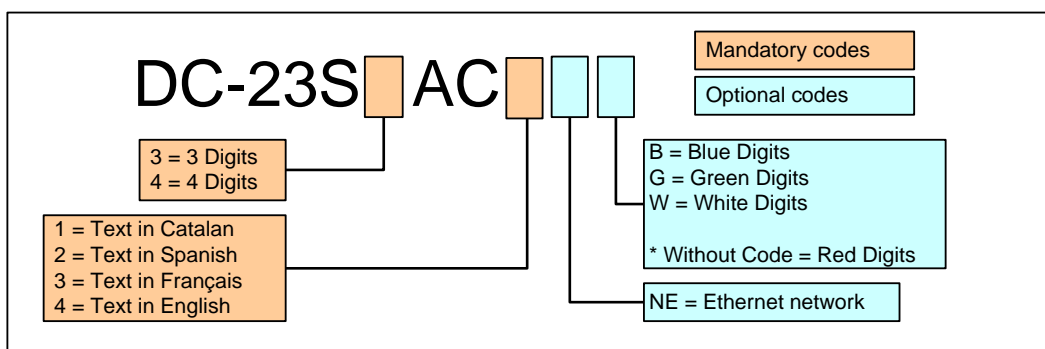 DC-23S AC
Mandatory codes
Optional codes
3 = 3 Digits
4 = 4 Digits
1 = Text in Catalan
2 = Text in Spanish
3 = Text in Français
4 = Text in English
B = Blue Digits
G = Green Digits
W = White Digits
* Without Code = Red Digits
NE = Ethernet network